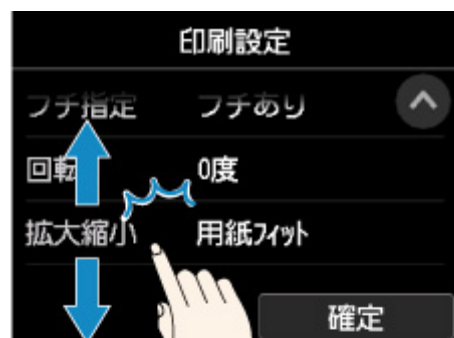 印刷設定
フチ指定 フチあり
回転 0度
拡大縮小 用紙フィット
確定